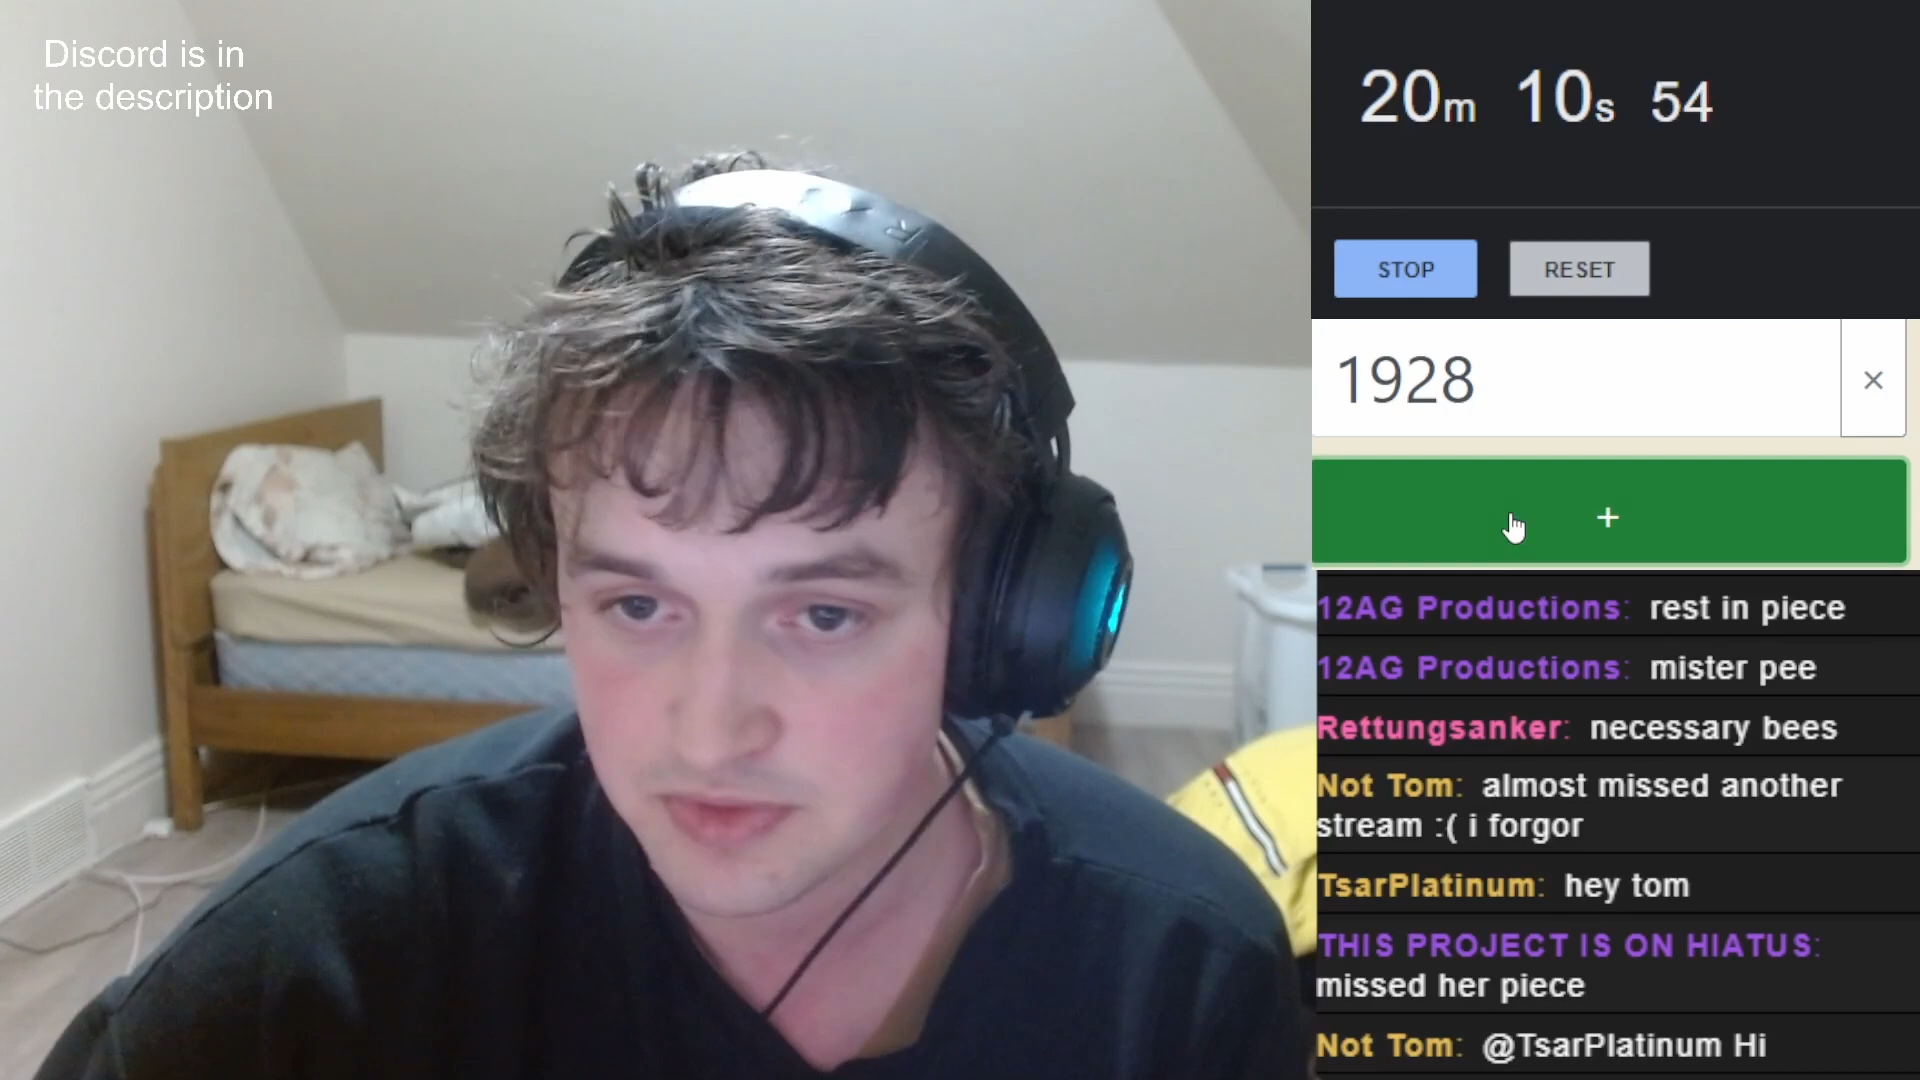 Discord is in
the description
20m 10s 54
STOP RESET
1928 ×
+
12AG Productions: rest in piece
12AG Productions: mister pee
Rettungsanker: necessary bees
Not Tom: almost missed another
stream :( i forgor
TsarPlatinum: hey tom
THIS PROJECT IS ON HIATUS:
missed her piece
Not Tom: @TsarPlatinum Hi